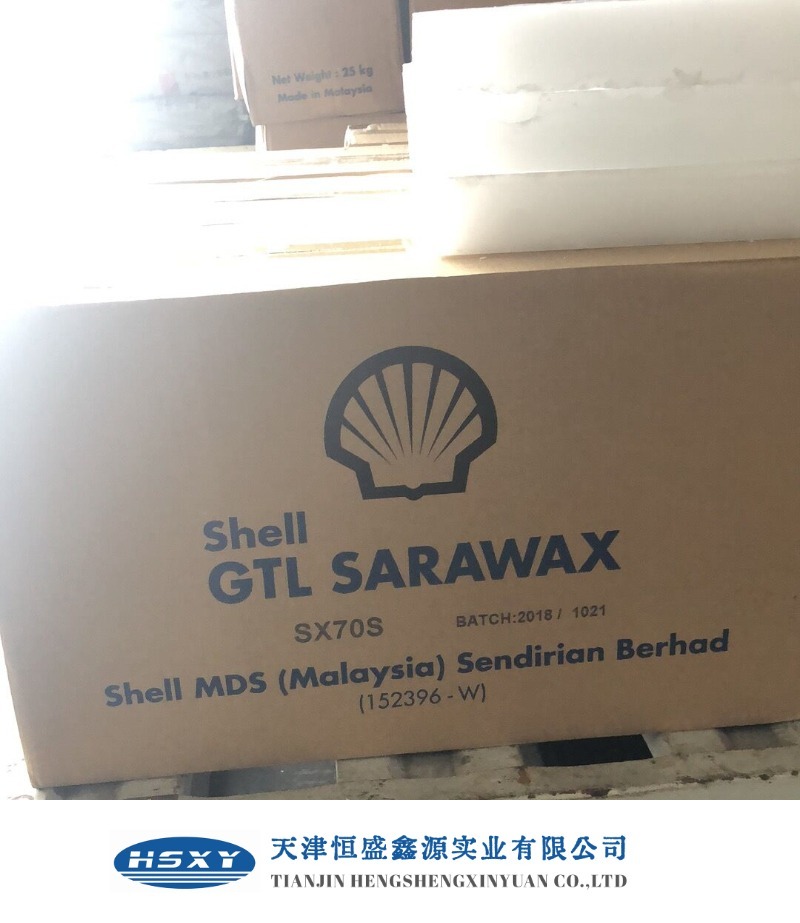 Net Weight : 25 kg
Made in Malaysia
Shell
GTL SARAWAX
SX70S BATCH:2018 / 1021
Shell MDS (Malaysia) Sendirian Berhad
(152396 - W)
HSXY 天津恒盛鑫源实业有限公司
TIANJIN HENGSHENGXINYUAN CO.,LTD